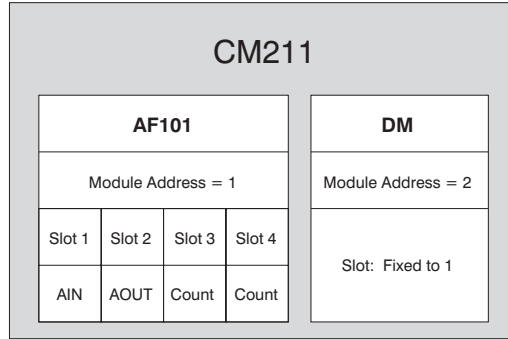 CM211
AF101
DM
Module Address = 1
Module Address = 2
Slot 1 Slot 2 Slot 3 Slot 4
Slot: Fixed to 1
AIN AOUT Count Count